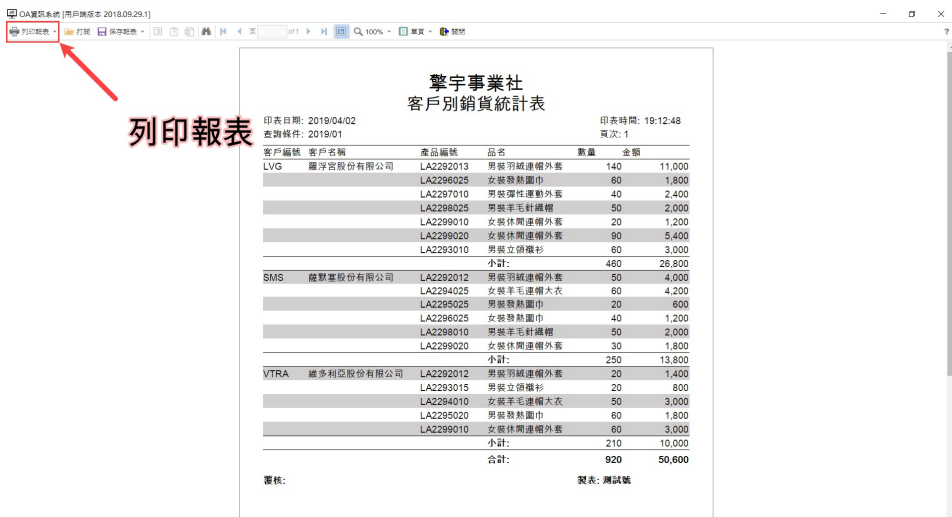 OA資訊系統 [用戶端版本 2018.09.29.1]
列印報表 打開 保存報表 of 1 100% 單頁 關閉 ?
擎宇事業社
客戶別銷貨統計表
印表日期: 2019/04/02 印表時間: 19:12:48
查詢條件: 2019/01 頁次: 1
列印報表
客戶編號 客戶名稱 產品編號 品名 數量 金額
LVG 羅浮宮股份有限公司 LA2292013 男裝羽絨連帽外套 140 11,000
LA2296025 女裝發熱圍巾 60 1,800
LA2297010 男裝彈性運動外套 40 2,400
LA2298025 男裝羊毛針織帽 50 2,000
LA2299010 女裝休閒連帽外套 20 1,200
LA2299020 女裝休閒連帽外套 90 5,400
LA2293010 男裝立領襯衫 60 3,000
小計: 460 26,800
SMS 薩默塞股份有限公司 LA2292012 男裝羽絨連帽外套 50 4,000
LA2294025 女裝羊毛連帽大衣 60 4,200
LA2295025 男裝發熱圍巾 20 600
LA2296025 女裝發熱圍巾 40 1,200
LA2298010 男裝羊毛針織帽 50 2,000
LA2299020 女裝休閒連帽外套 30 1,800
小計: 250 13,800
VTRA 維多利亞股份有限公司 LA2292012 男裝羽絨連帽外套 20 1,400
LA2293015 男裝立領襯衫 20 800
LA2294010 女裝羊毛連帽大衣 50 3,000
LA2295020 男裝發熱圍巾 60 1,800
LA2299010 女裝休閒連帽外套 60 3,000
小計: 210 10,000
合計: 920 50,600
覆核: 製表: 測試號